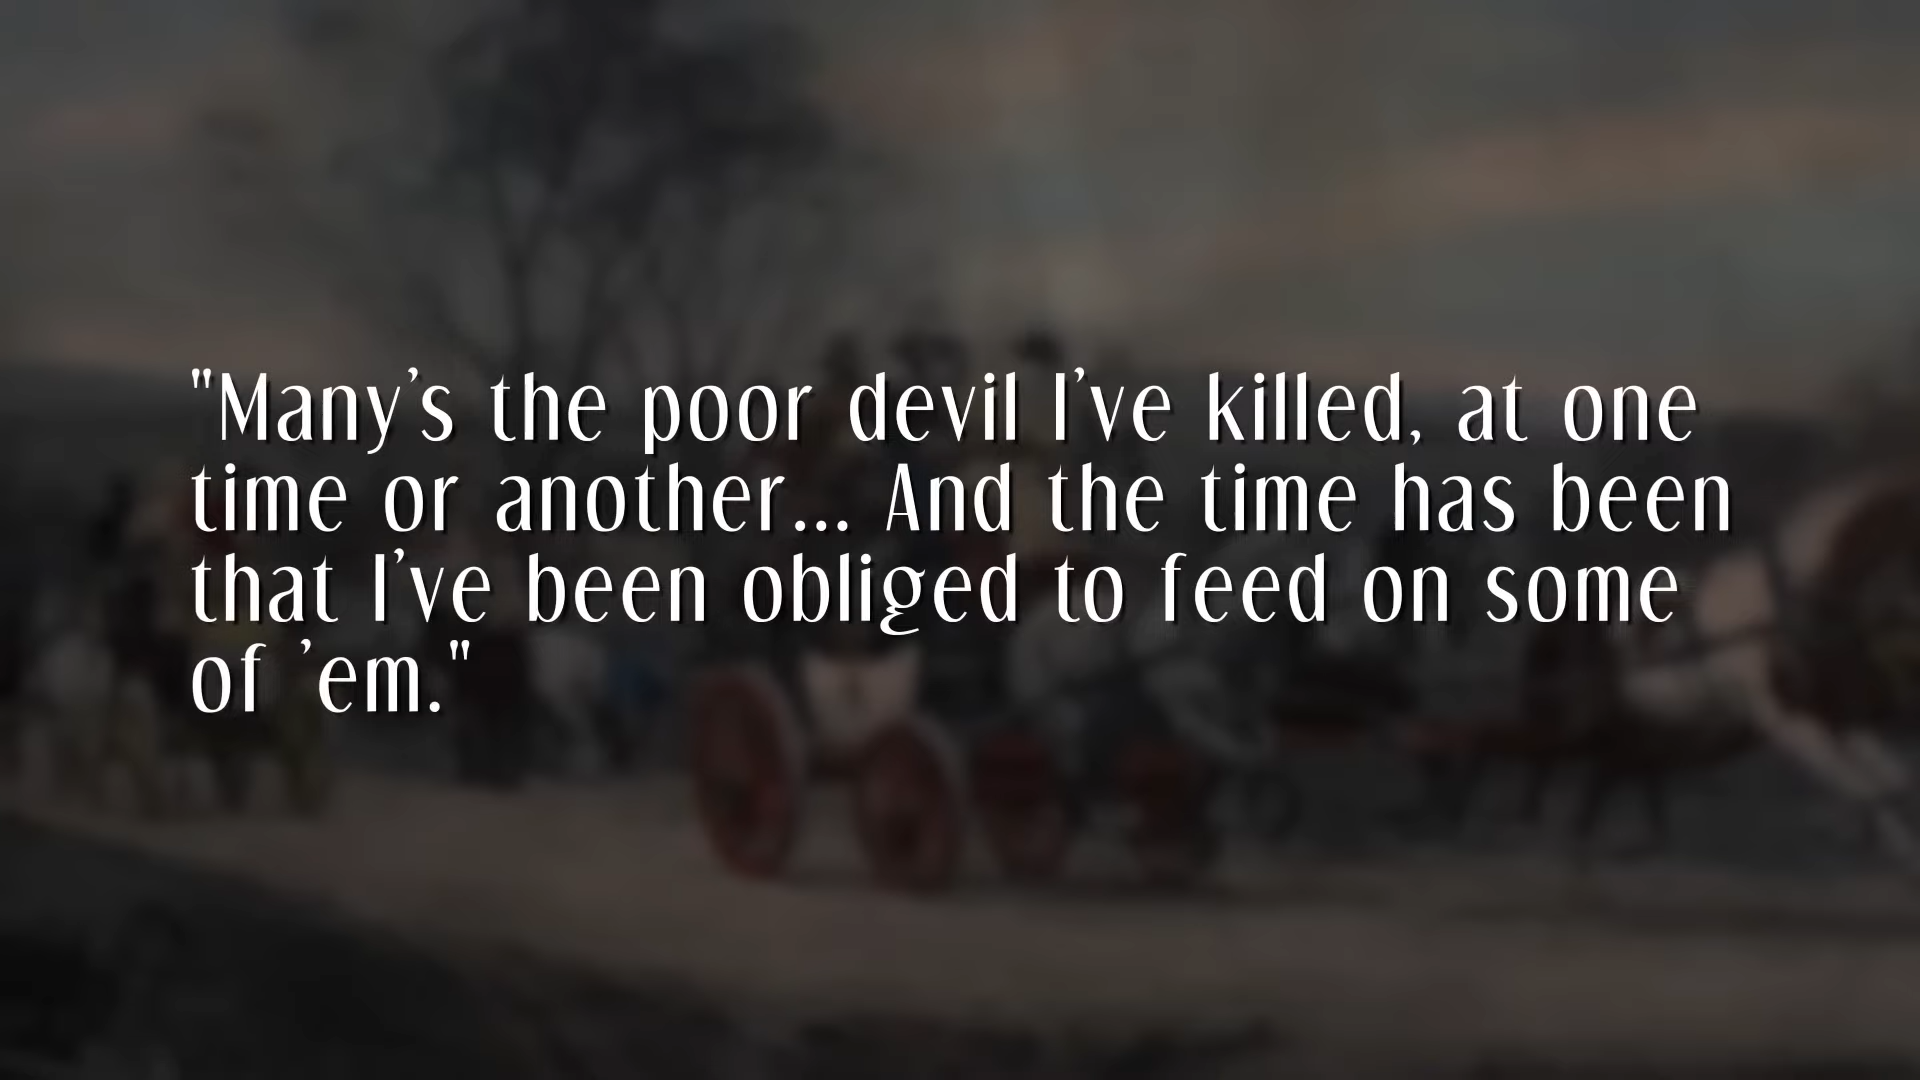 "Many's the poor devil I've killed, at one
time or another... And the time has been
that I've been obliged to feed on some
of 'em."